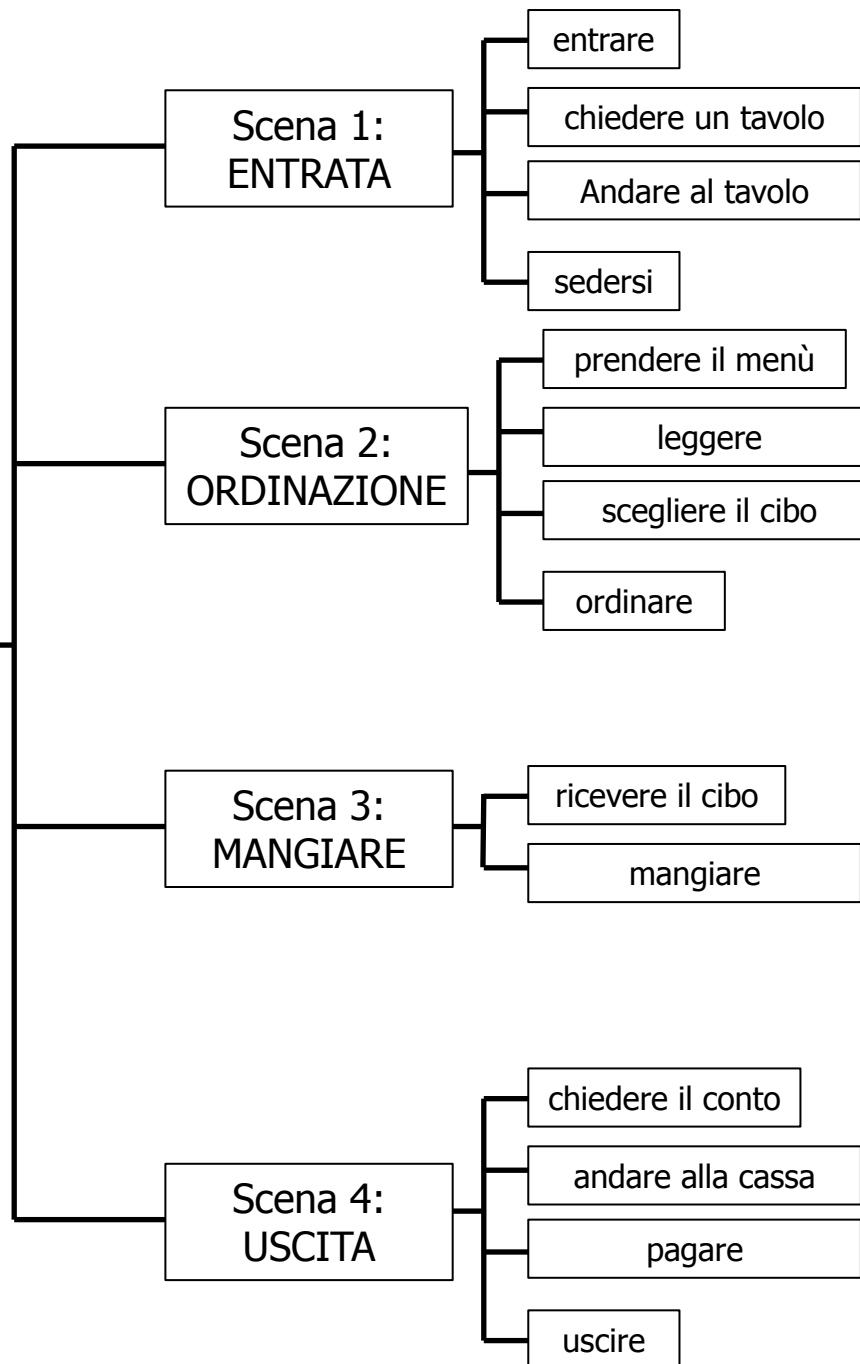 Scena 1:
ENTRATA
entrare
chiedere un tavolo
Andare al tavolo
sedersi
Scena 2:
ORDINAZIONE
prendere il menù
leggere
scegliere il cibo
ordinare
Scena 3:
MANGIARE
ricevere il cibo
mangiare
Scena 4:
USCITA
chiedere il conto
andare alla cassa
pagare
uscire